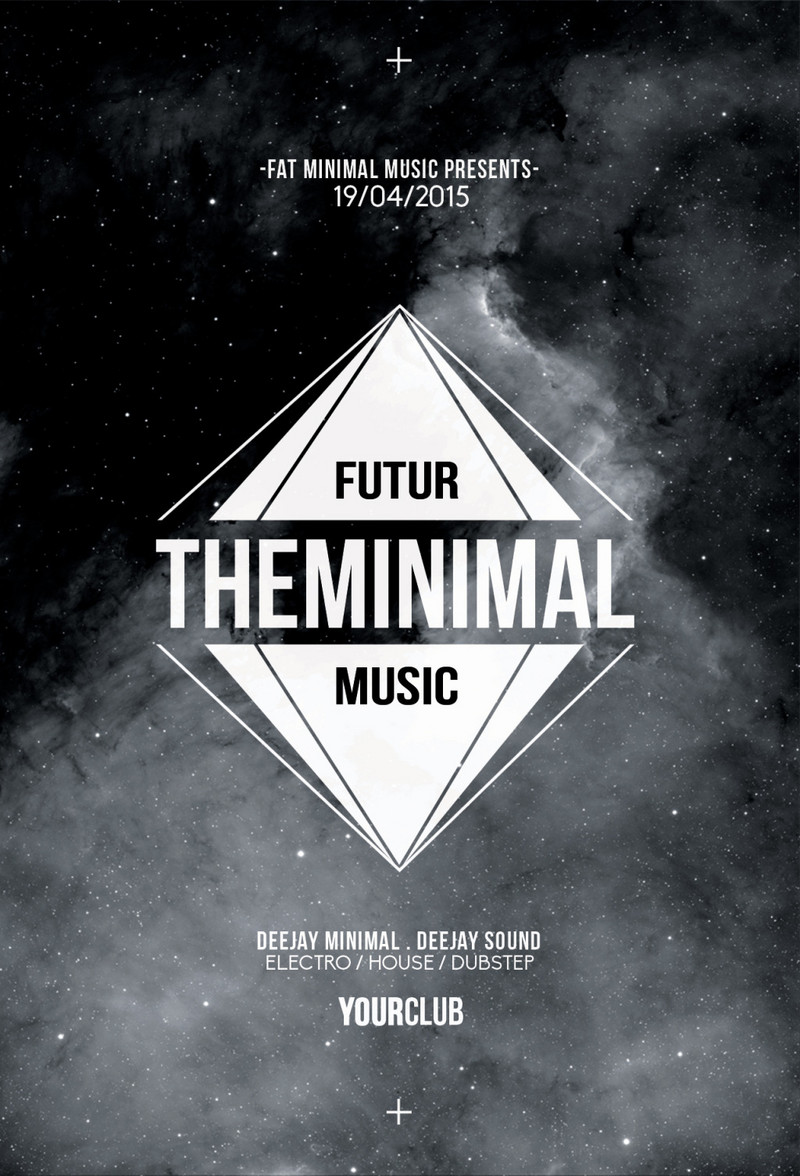 -FAT MINIMAL MUSIC PRESENTS-
19/04/2015
FUTUR
THEMINIMAL
MUSIC
DEEJAY MINIMAL . DEEJAY SOUND
ELECTRO / HOUSE / DUBSTEP
YOURCLUB